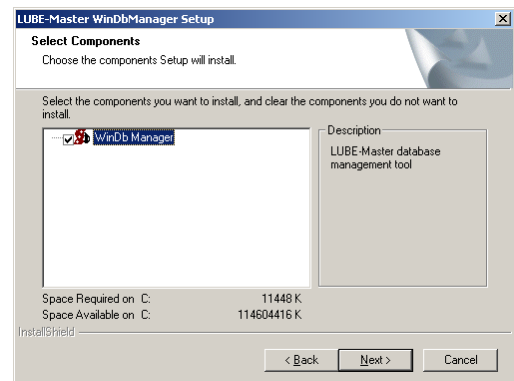 LUBE-Master WinDbManager Setup
Select Components
Choose the components Setup will install.
Select the components you want to install, and clear the components you do not want to
install.
WinDb Manager
Description
LUBE-Master database
management tool
Space Required on C: 11448 K
Space Available on C: 114604416 K
InstallShield
< Back Next > Cancel